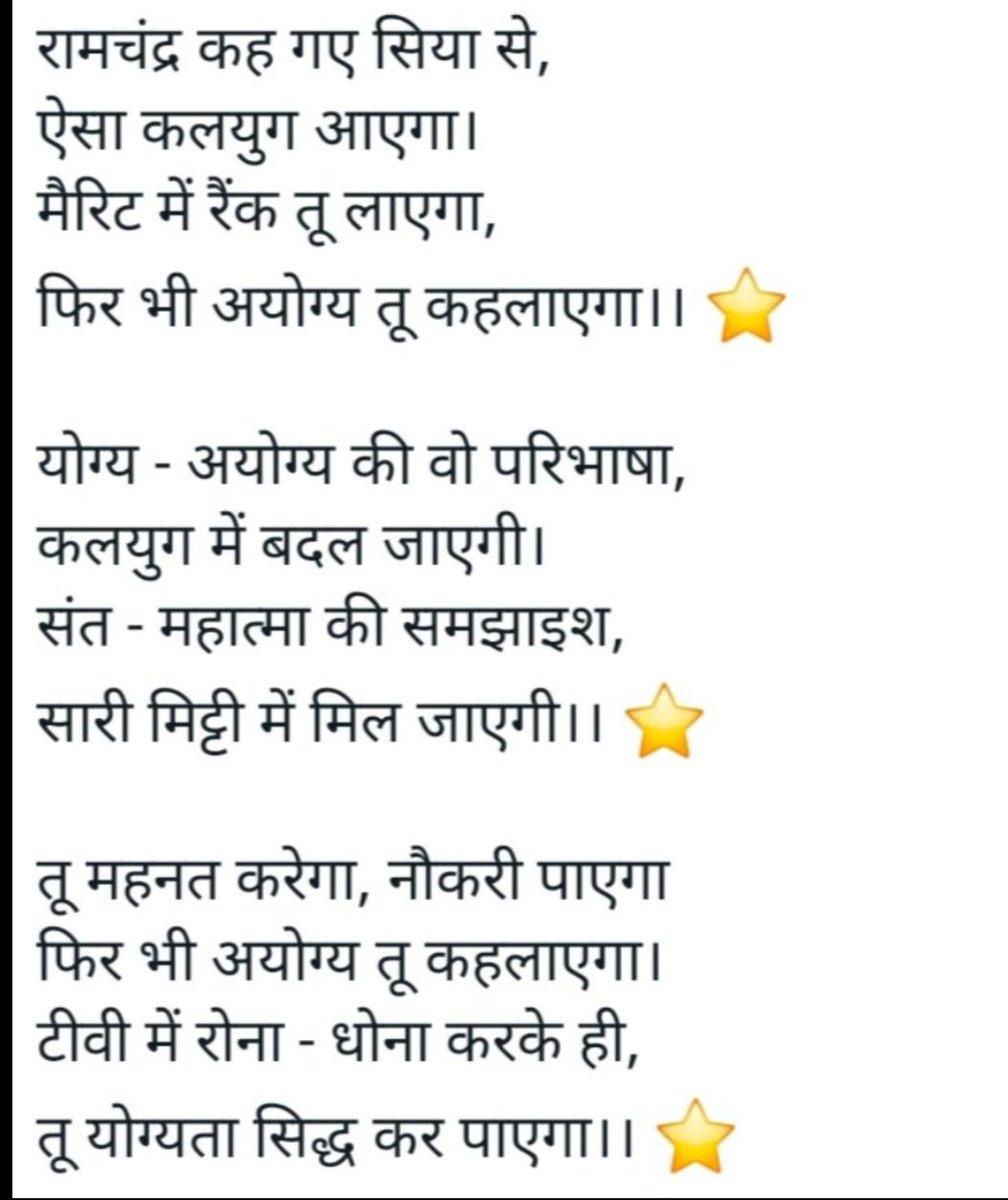 रामचंद्र कह गए सिया से,
ऐसा कलयुग आएगा।
मैरिट में रैंक तू लाएगा,
फिर भी अयोग्य तू कहलाएगा।। ⭐
योग्य - अयोग्य की वो परिभाषा,
कलयुग में बदल जाएगी।
संत - महात्मा की समझाइश,
सारी मिट्टी में मिल जाएगी।। ⭐
तू महनत करेगा, नौकरी पाएगा
फिर भी अयोग्य तू कहलाएगा।
टीवी में रोना - धोना करके ही,
तू योग्यता सिद्ध कर पाएगा।। ⭐